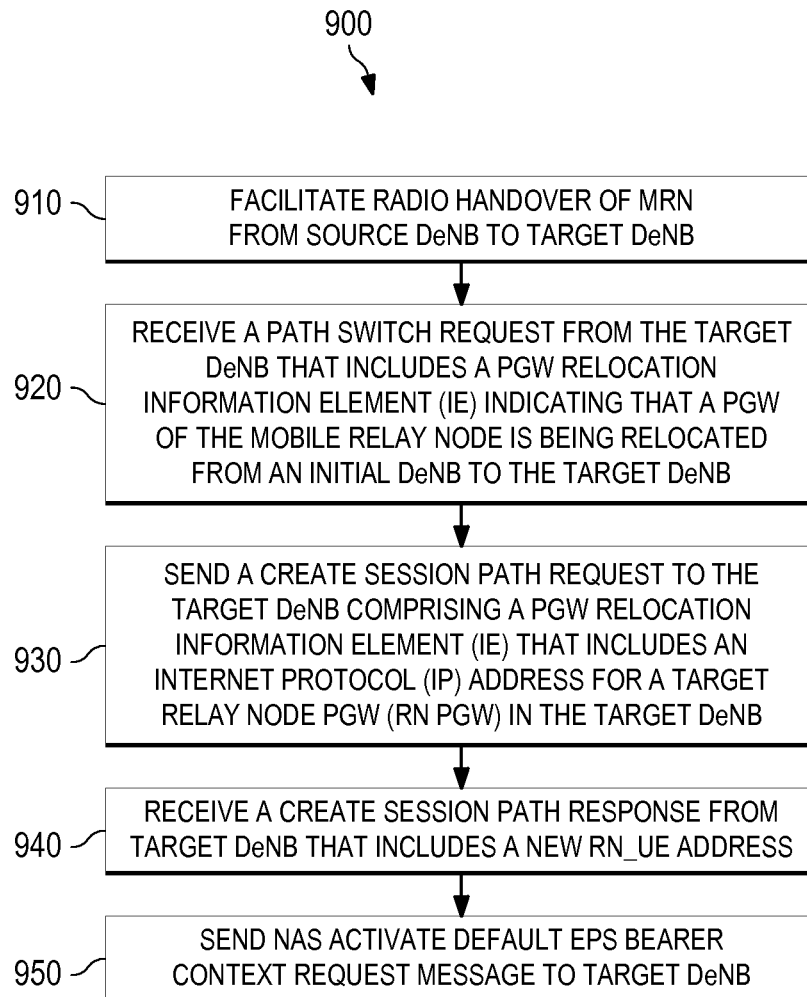 900
910
FACILITATE RADIO HANDOVER OF MRN
FROM SOURCE DeNB TO TARGET DeNB
920
RECEIVE A PATH SWITCH REQUEST FROM THE TARGET
DeNB THAT INCLUDES A PGW RELOCATION
INFORMATION ELEMENT (IE) INDICATING THAT A PGW
OF THE MOBILE RELAY NODE IS BEING RELOCATED
FROM AN INITIAL DeNB TO THE TARGET DeNB
930
SEND A CREATE SESSION PATH REQUEST TO THE
TARGET DeNB COMPRISING A PGW RELOCATION
INFORMATION ELEMENT (IE) THAT INCLUDES AN
INTERNET PROTOCOL (IP) ADDRESS FOR A TARGET
RELAY NODE PGW (RN PGW) IN THE TARGET DeNB
940
RECEIVE A CREATE SESSION PATH RESPONSE FROM
TARGET DeNB THAT INCLUDES A NEW RN_UE ADDRESS
950
SEND NAS ACTIVATE DEFAULT EPS BEARER
CONTEXT REQUEST MESSAGE TO TARGET DeNB